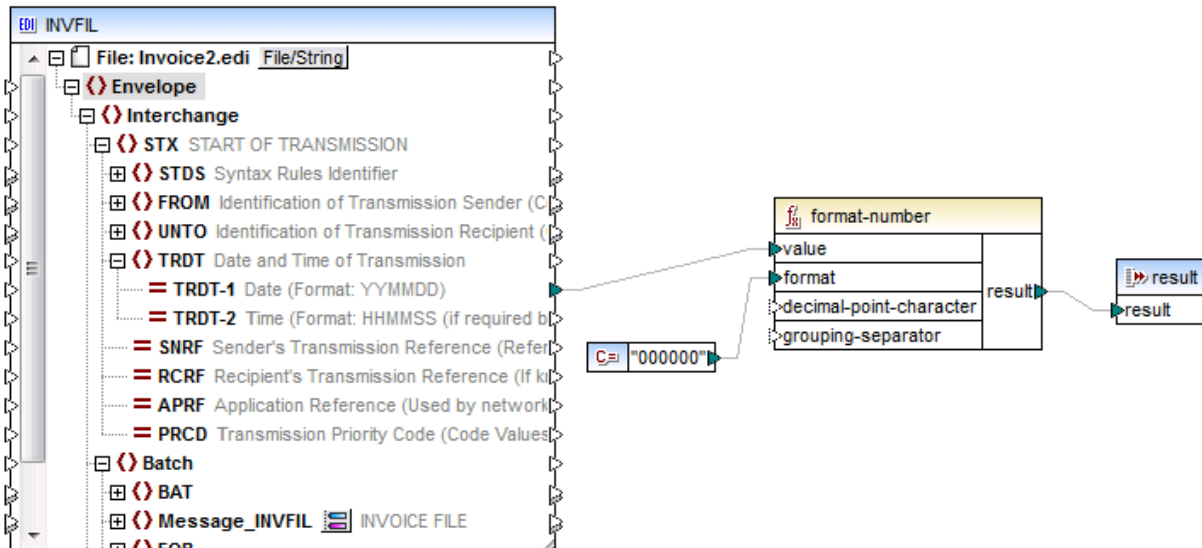 EDI INVFIL
File: Invoice2.edi File/String
Envelope
Interchange
STX START OF TRANSMISSION
STDS Syntax Rules Identifier
FROM Identification of Transmission Sender (C
UNTO Identification of Transmission Recipient (
TRDT Date and Time of Transmission
TRDT-1 Date (Format: YYMMDD)
TRDT-2 Time (Format: HHMMSS (if required b
SNRF Sender's Transmission Reference (Refer
RCRF Recipient's Transmission Reference (If k
APRF Application Reference (Used by network
PRCD Transmission Priority Code (Code Values
Batch
BAT
Message_INVFIL INVOICE FILE
EOB
C= "000000"
format-number
value
format
decimal-point-character
grouping-separator
result
result
result